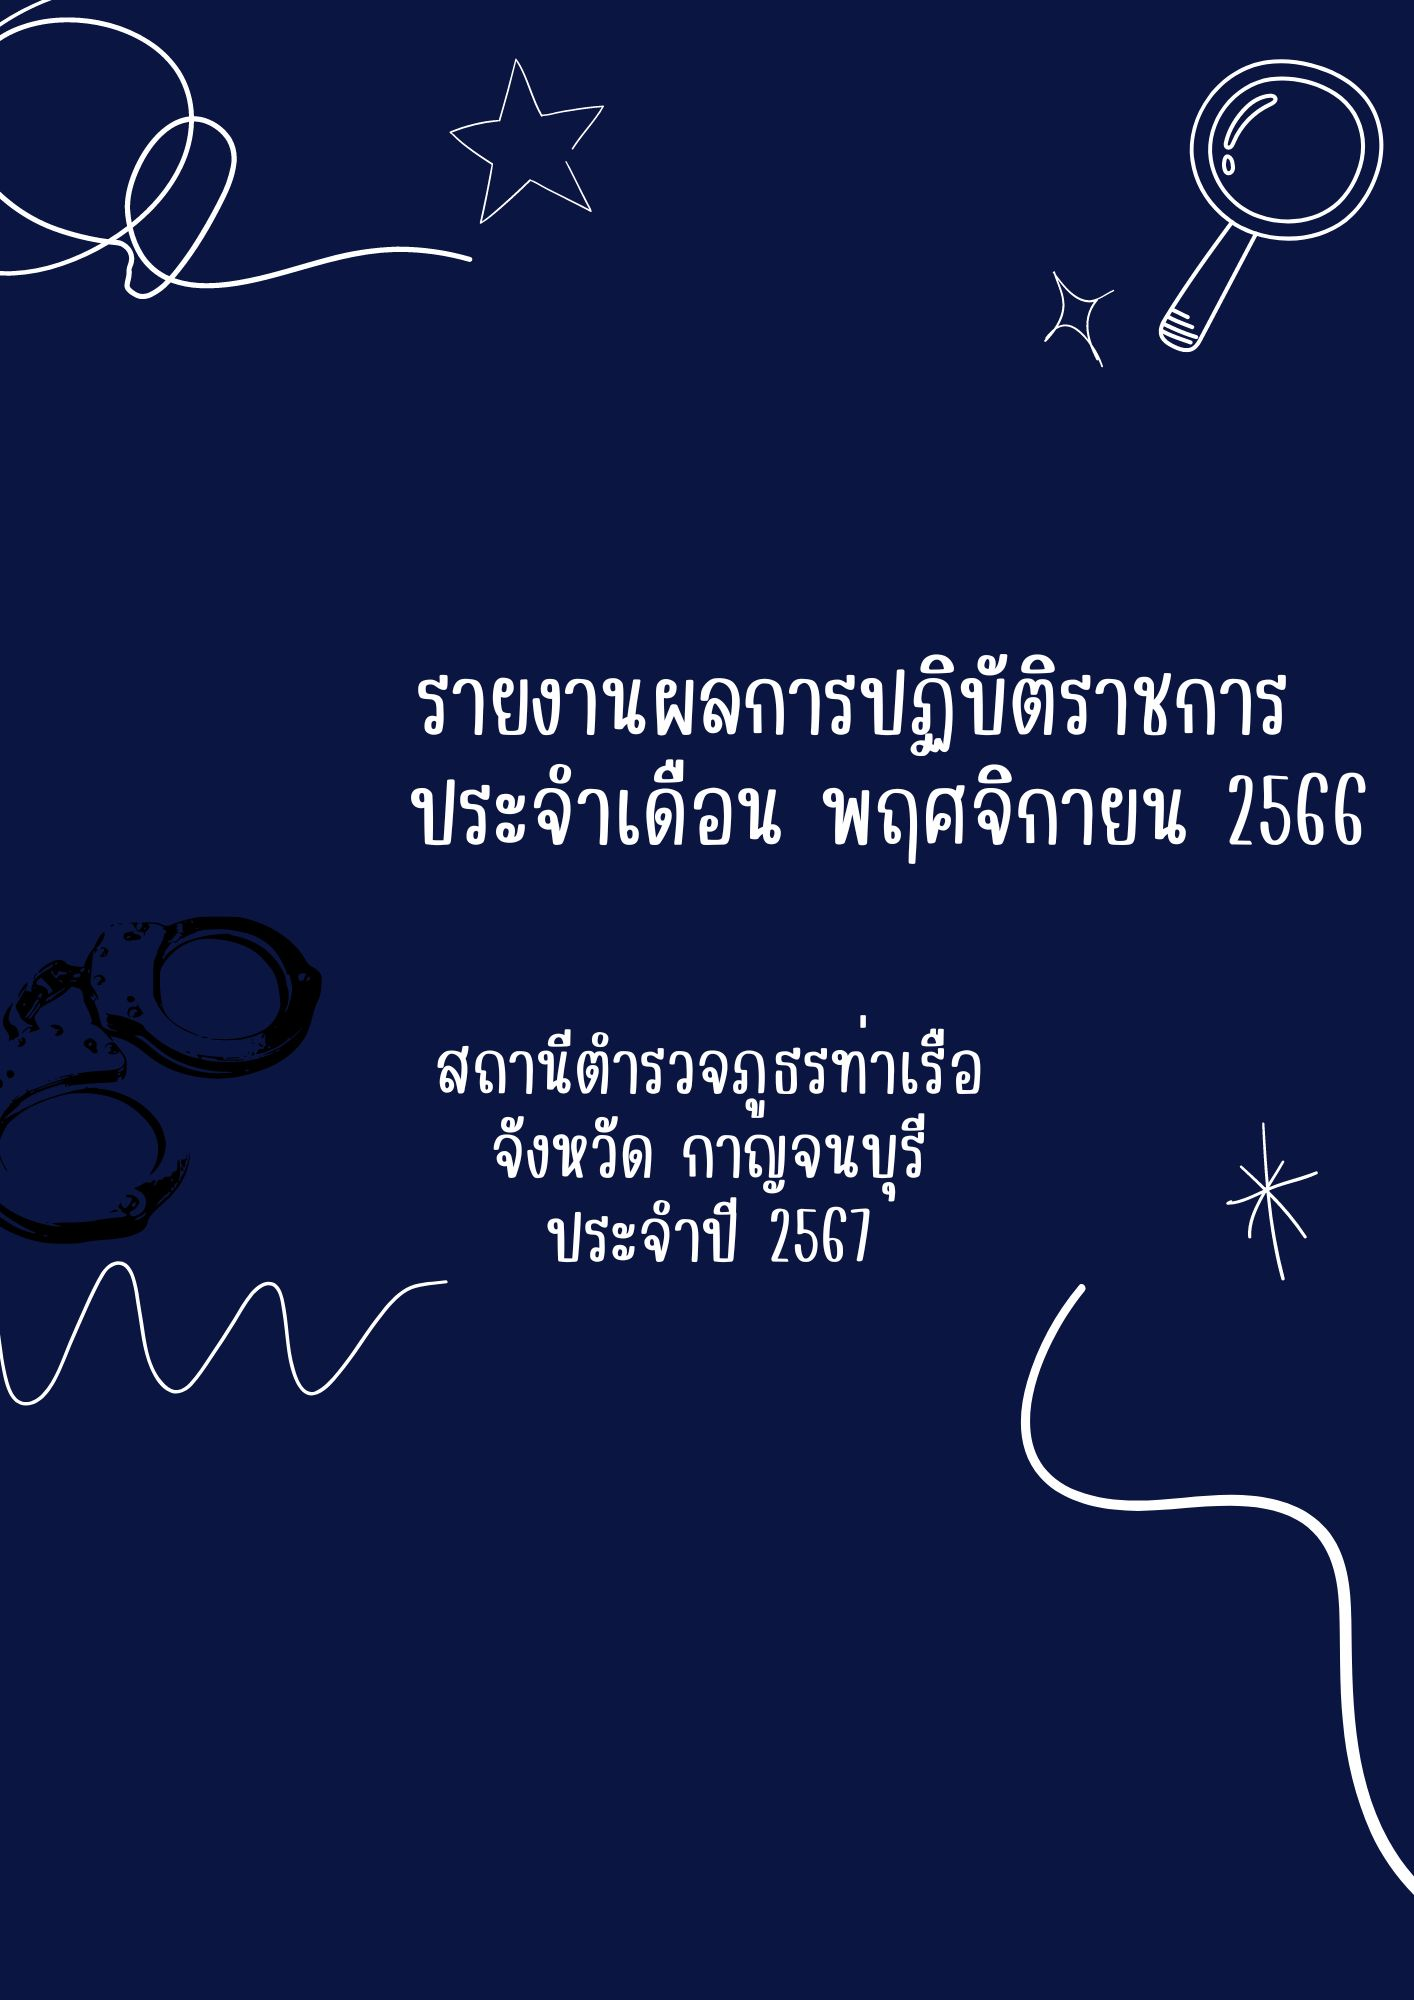 รายงานผลการปฏิบัติราชการ
ประจำเดือน พฤศจิกายน 2566
สถานีตำรวจภูธรท่าเรือ
จังหวัด กาญจนบุรี
ประจำปี 2567